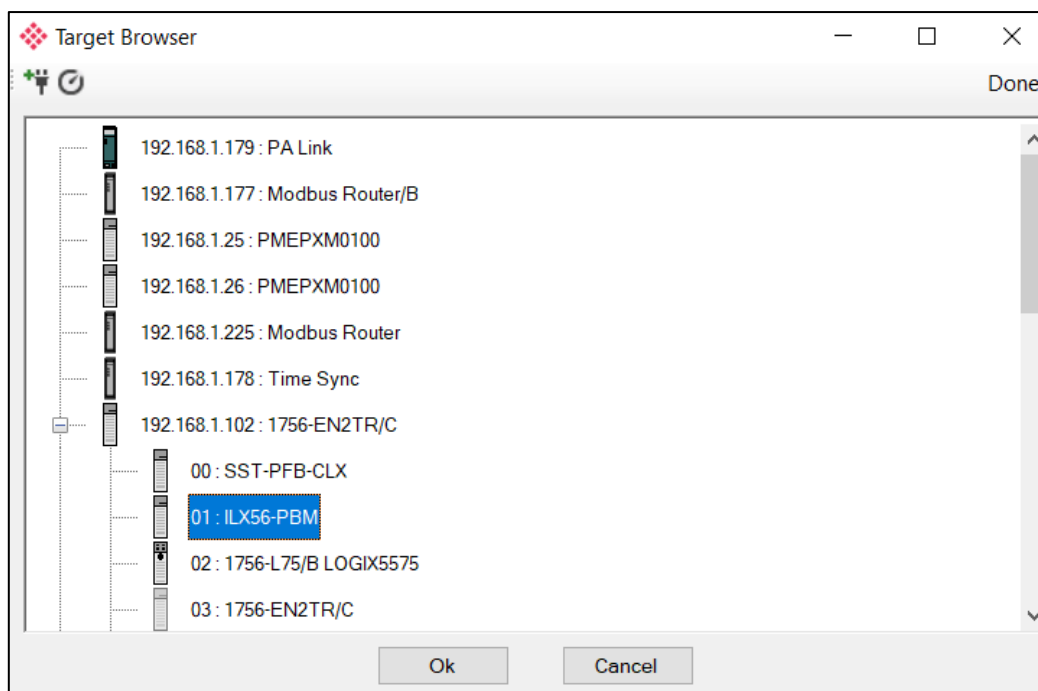 Target Browser
Done
192.168.1.179 : PA Link
192.168.1.177 : Modbus Router/B
192.168.1.25 : PMEPXM0100
192.168.1.26 : PMEPXM0100
192.168.1.225 : Modbus Router
192.168.1.178 : Time Sync
192.168.1.102 : 1756-EN2TR/C
00 : SST-PFB-CLX
01 : ILX56-PBM
02 : 1756-L75/B LOGIX5575
03 : 1756-EN2TR/C
Ok Cancel